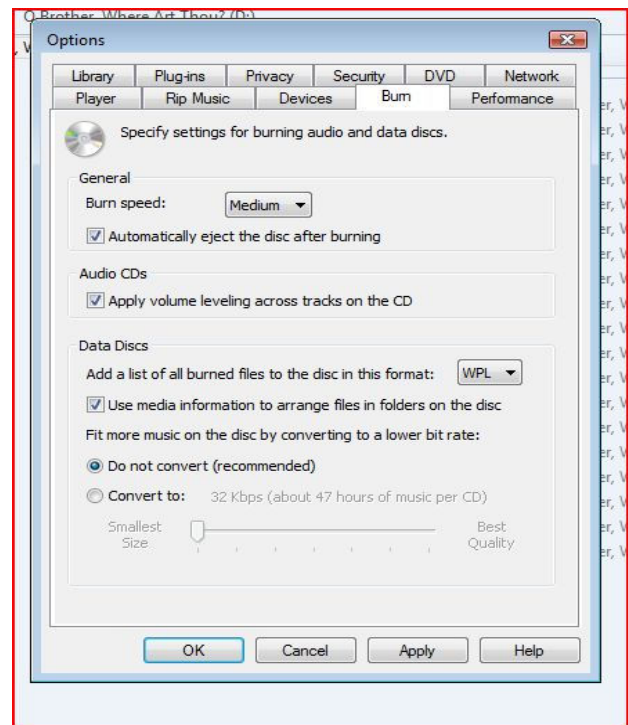 O Brother, Where Art Thou? (D:)
Options
Library Plug-ins Privacy Security DVD Network
Player Rip Music Devices Burn Performance
Specify settings for burning audio and data discs.
General
Burn speed: Medium
Automatically eject the disc after burning
Audio CDs
Apply volume leveling across tracks on the CD
Data Discs
Add a list of all burned files to the disc in this format: WPL
Use media information to arrange files in folders on the disc
Fit more music on the disc by converting to a lower bit rate:
Do not convert (recommended)
Convert to: 32 Kbps (about 47 hours of music per CD)
Smallest Best
Size Quality
OK Cancel Apply Help